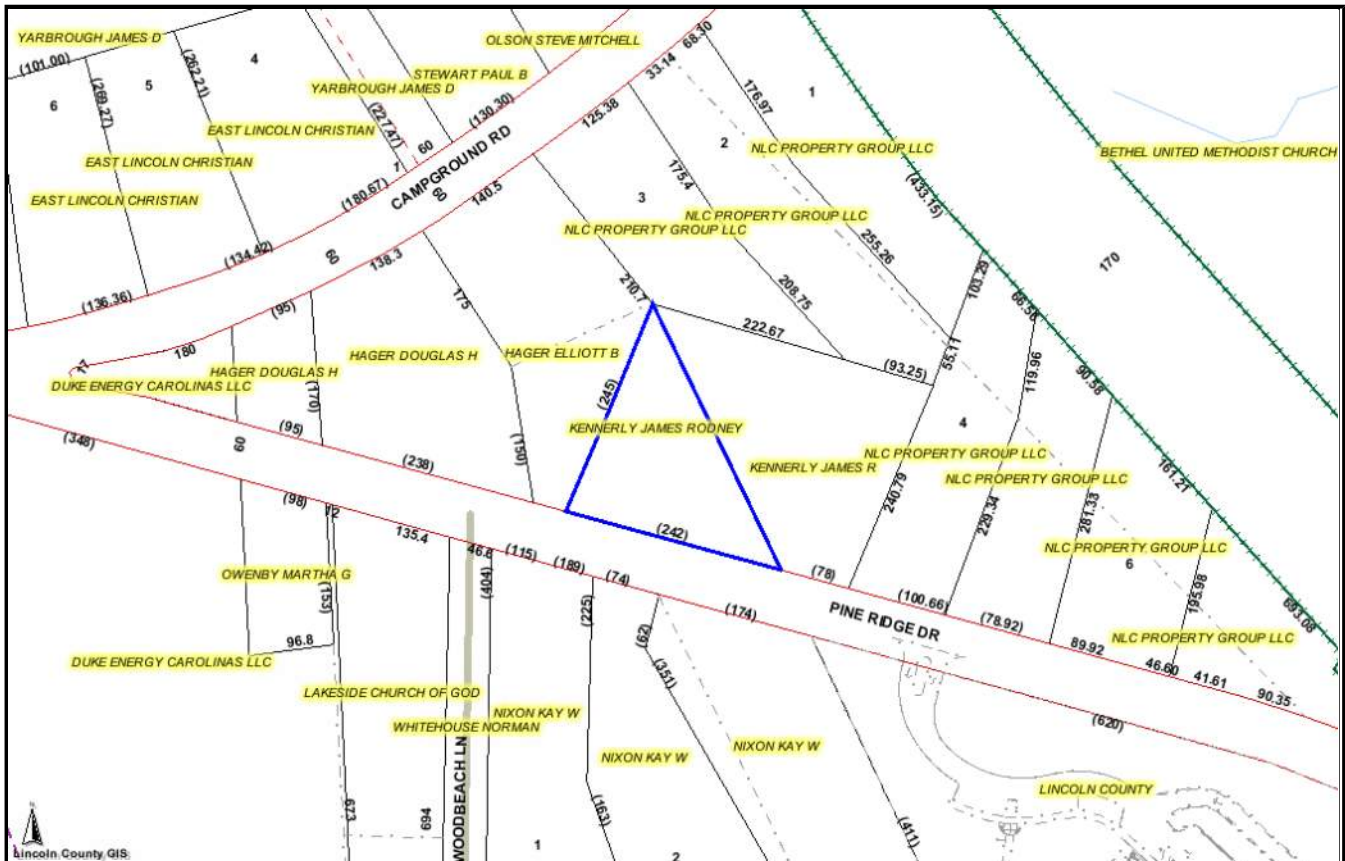 YARBROUGH JAMES D
(101.00)
6
5
4
(269.27)
(262.21)
OLSON STEVE MITCHELL
STEWART PAUL B
YARBROUGH JAMES D
EAST LINCOLN CHRISTIAN
EAST LINCOLN CHRISTIAN
EAST LINCOLN CHRISTIAN
(227.47)
1
60
(130.30)
CAMPGROUND RD
60
(180.67)
(134.42)
(136.36)
60
68.30
33.14
125.38
140.5
138.3
(95)
180
17
176.97
1
2
175.4
3
NLC PROPERTY GROUP LLC
NLC PROPERTY GROUP LLC
NLC PROPERTY GROUP LLC
BETHEL UNITED METHODIST CHURCH
(433.15)
255.26
208.75
170
103.29
66.58
210.7
222.67
(93.25)
55.11
119.96
90.58
175
HAGER DOUGLAS H
HAGER ELLIOTT B
HAGER DOUGLAS H
DUKE ENERGY CAROLINAS LLC
(170)
(245)
(95)
(238)
(150)
KENNERLY JAMES RODNEY
KENNERLY JAMES R
4
NLC PROPERTY GROUP LLC
NLC PROPERTY GROUP LLC
240.79
229.34
281.33
161.21
NLC PROPERTY GROUP LLC
6
195.98
693.08
NLC PROPERTY GROUP LLC
(348)
60
(98)
12
135.4
46.6
(115)
(189)
(74)
(242)
(174)
(78)
(100.66)
(78.92)
89.92
46.60
41.61
90.35
PINE RIDGE DR
(620)
OWENBY MARTHA G
(153)
(404)
(225)
(62)
(351)
96.8
DUKE ENERGY CAROLINAS LLC
LAKESIDE CHURCH OF GOD
NIXON KAY W
WHITEHOUSE NORMAN
NIXON KAY W
NIXON KAY W
LINCOLN COUNTY
WOODBEACH LN
673
694
(163)
(411)
1
2
N
Lincoln County GIS